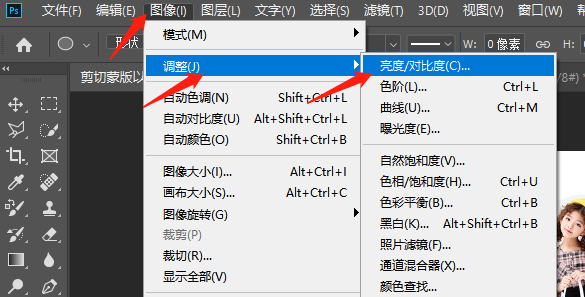 Ps 文件(F) 编辑(E) 图像(I) 图层(L) 文字(Y) 选择(S) 滤镜(T) 3D(D) 视图(V) 窗口(W) 帮助
形状 W: 0 像素 H:
剪切蒙版以 /8#)
模式(M)
调整(J)
自动色调(N) Shift+Ctrl+L
自动对比度(U) Alt+Shift+Ctrl+L
自动颜色(O) Shift+Ctrl+B
图像大小(I)... Alt+Ctrl+I
画布大小(S)... Alt+Ctrl+C
图像旋转(G)
裁剪(P)
裁切(R)...
显示全部(V)
亮度/对比度(C)...
色阶(L)... Ctrl+L
曲线(U)... Ctrl+M
曝光度(E)...
自然饱和度(V)...
色相/饱和度(H)... Ctrl+U
色彩平衡(B)... Ctrl+B
黑白(K)... Alt+Shift+Ctrl+B
照片滤镜(F)...
通道混合器(X)...
颜色查找...